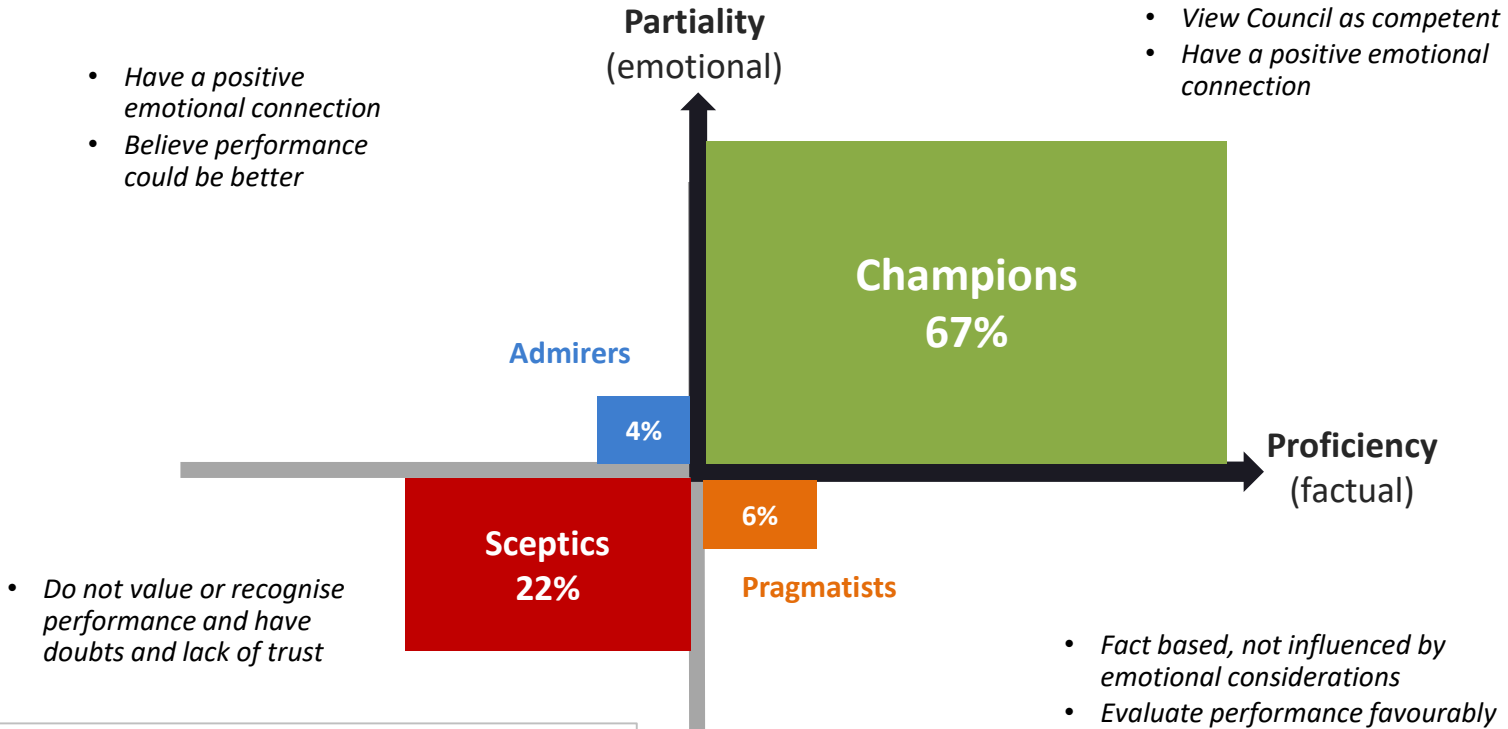 Partiality
(emotional)
• View Council as competent
• Have a positive emotional
connection
• Have a positive
emotional connection
• Believe performance
could be better
Champions
67%
Admirers
4%
Proficiency
(factual)
Sceptics
22%
6%
Pragmatists
• Do not value or recognise
performance and have
doubts and lack of trust
• Fact based, not influenced by
emotional considerations
• Evaluate performance favourably